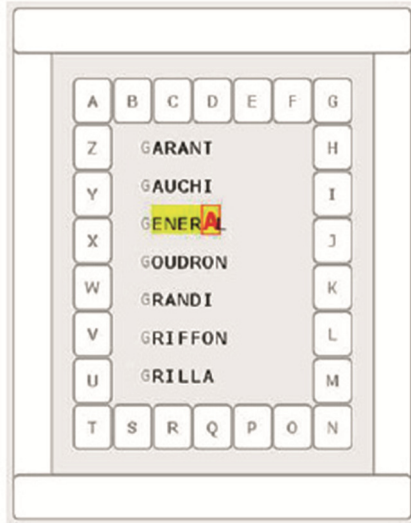 A B C D E F G
Z GARANT H
Y GAUCHI I
X GENERAL J
W GOUDRON K
V GRANDI L
U GRIFFON M
GRILLA
T S R Q P O N